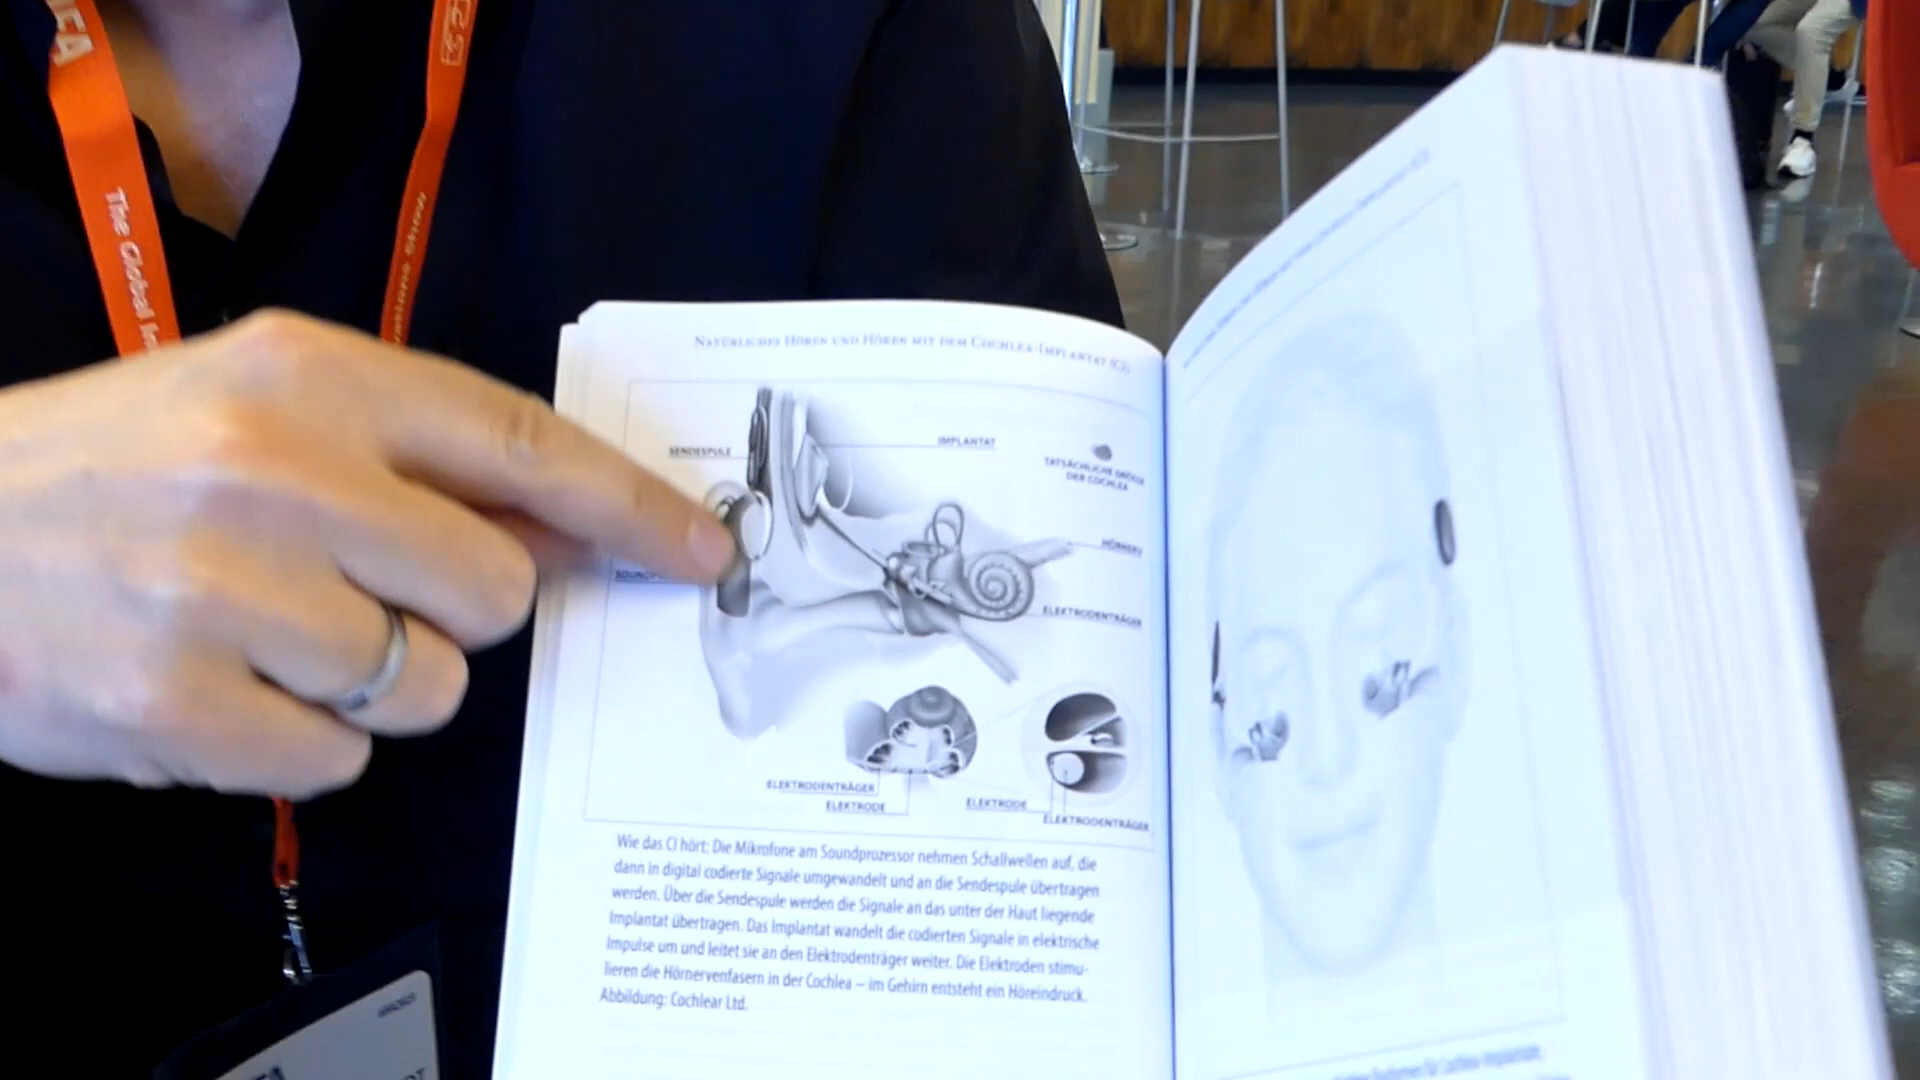 The Global
NATÜRLICHES HÖREN UND HÖREN MIT DEM COCHLEA-IMPLANTAT (CI)
SENDESPULE
IMPLANTAT
TATSÄCHLICHE GRÖSSE
DER COCHLEA
HÖRNERV
ELEKTRODENTRÄGER
ELEKTRODENTRÄGER
ELEKTRODE
ELEKTRODE
ELEKTRODENTRÄGER
Wie das CI hört: Die Mikrofone am Soundprozessor nehmen Schallwellen auf, die
dann in digital codierte Signale umgewandelt und an die Sendespule übertragen
werden. Über die Sendespule werden die Signale an das unter der Haut liegende
Implantat übertragen. Das Implantat wandelt die codierten Signale in elektrische
Impulse um und leitet sie an den Elektrodenträger weiter. Die Elektroden stimu-
lieren die Hörnervenfasern in der Cochlea – im Gehirn entsteht ein Höreindruck.
Abbildung: Cochlear Ltd.